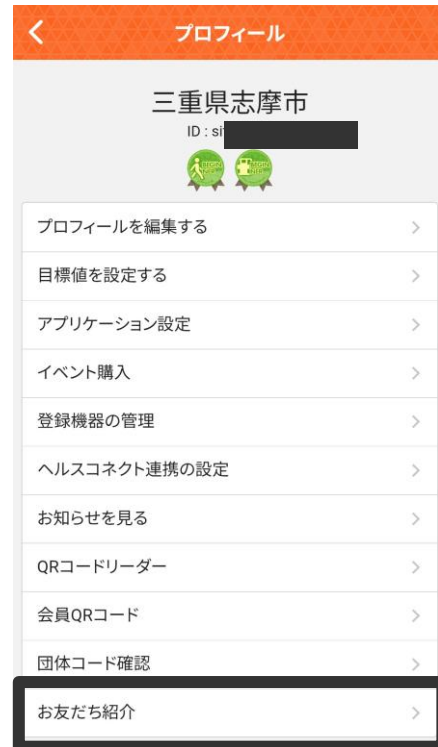 プロフィール
三重県志摩市
ID : si
プロフィールを編集する
目標値を設定する
アプリケーション設定
イベント購入
登録機器の管理
ヘルスコネクト連携の設定
お知らせを見る
QRコードリーダー
会員QRコード
団体コード確認
お友だち紹介